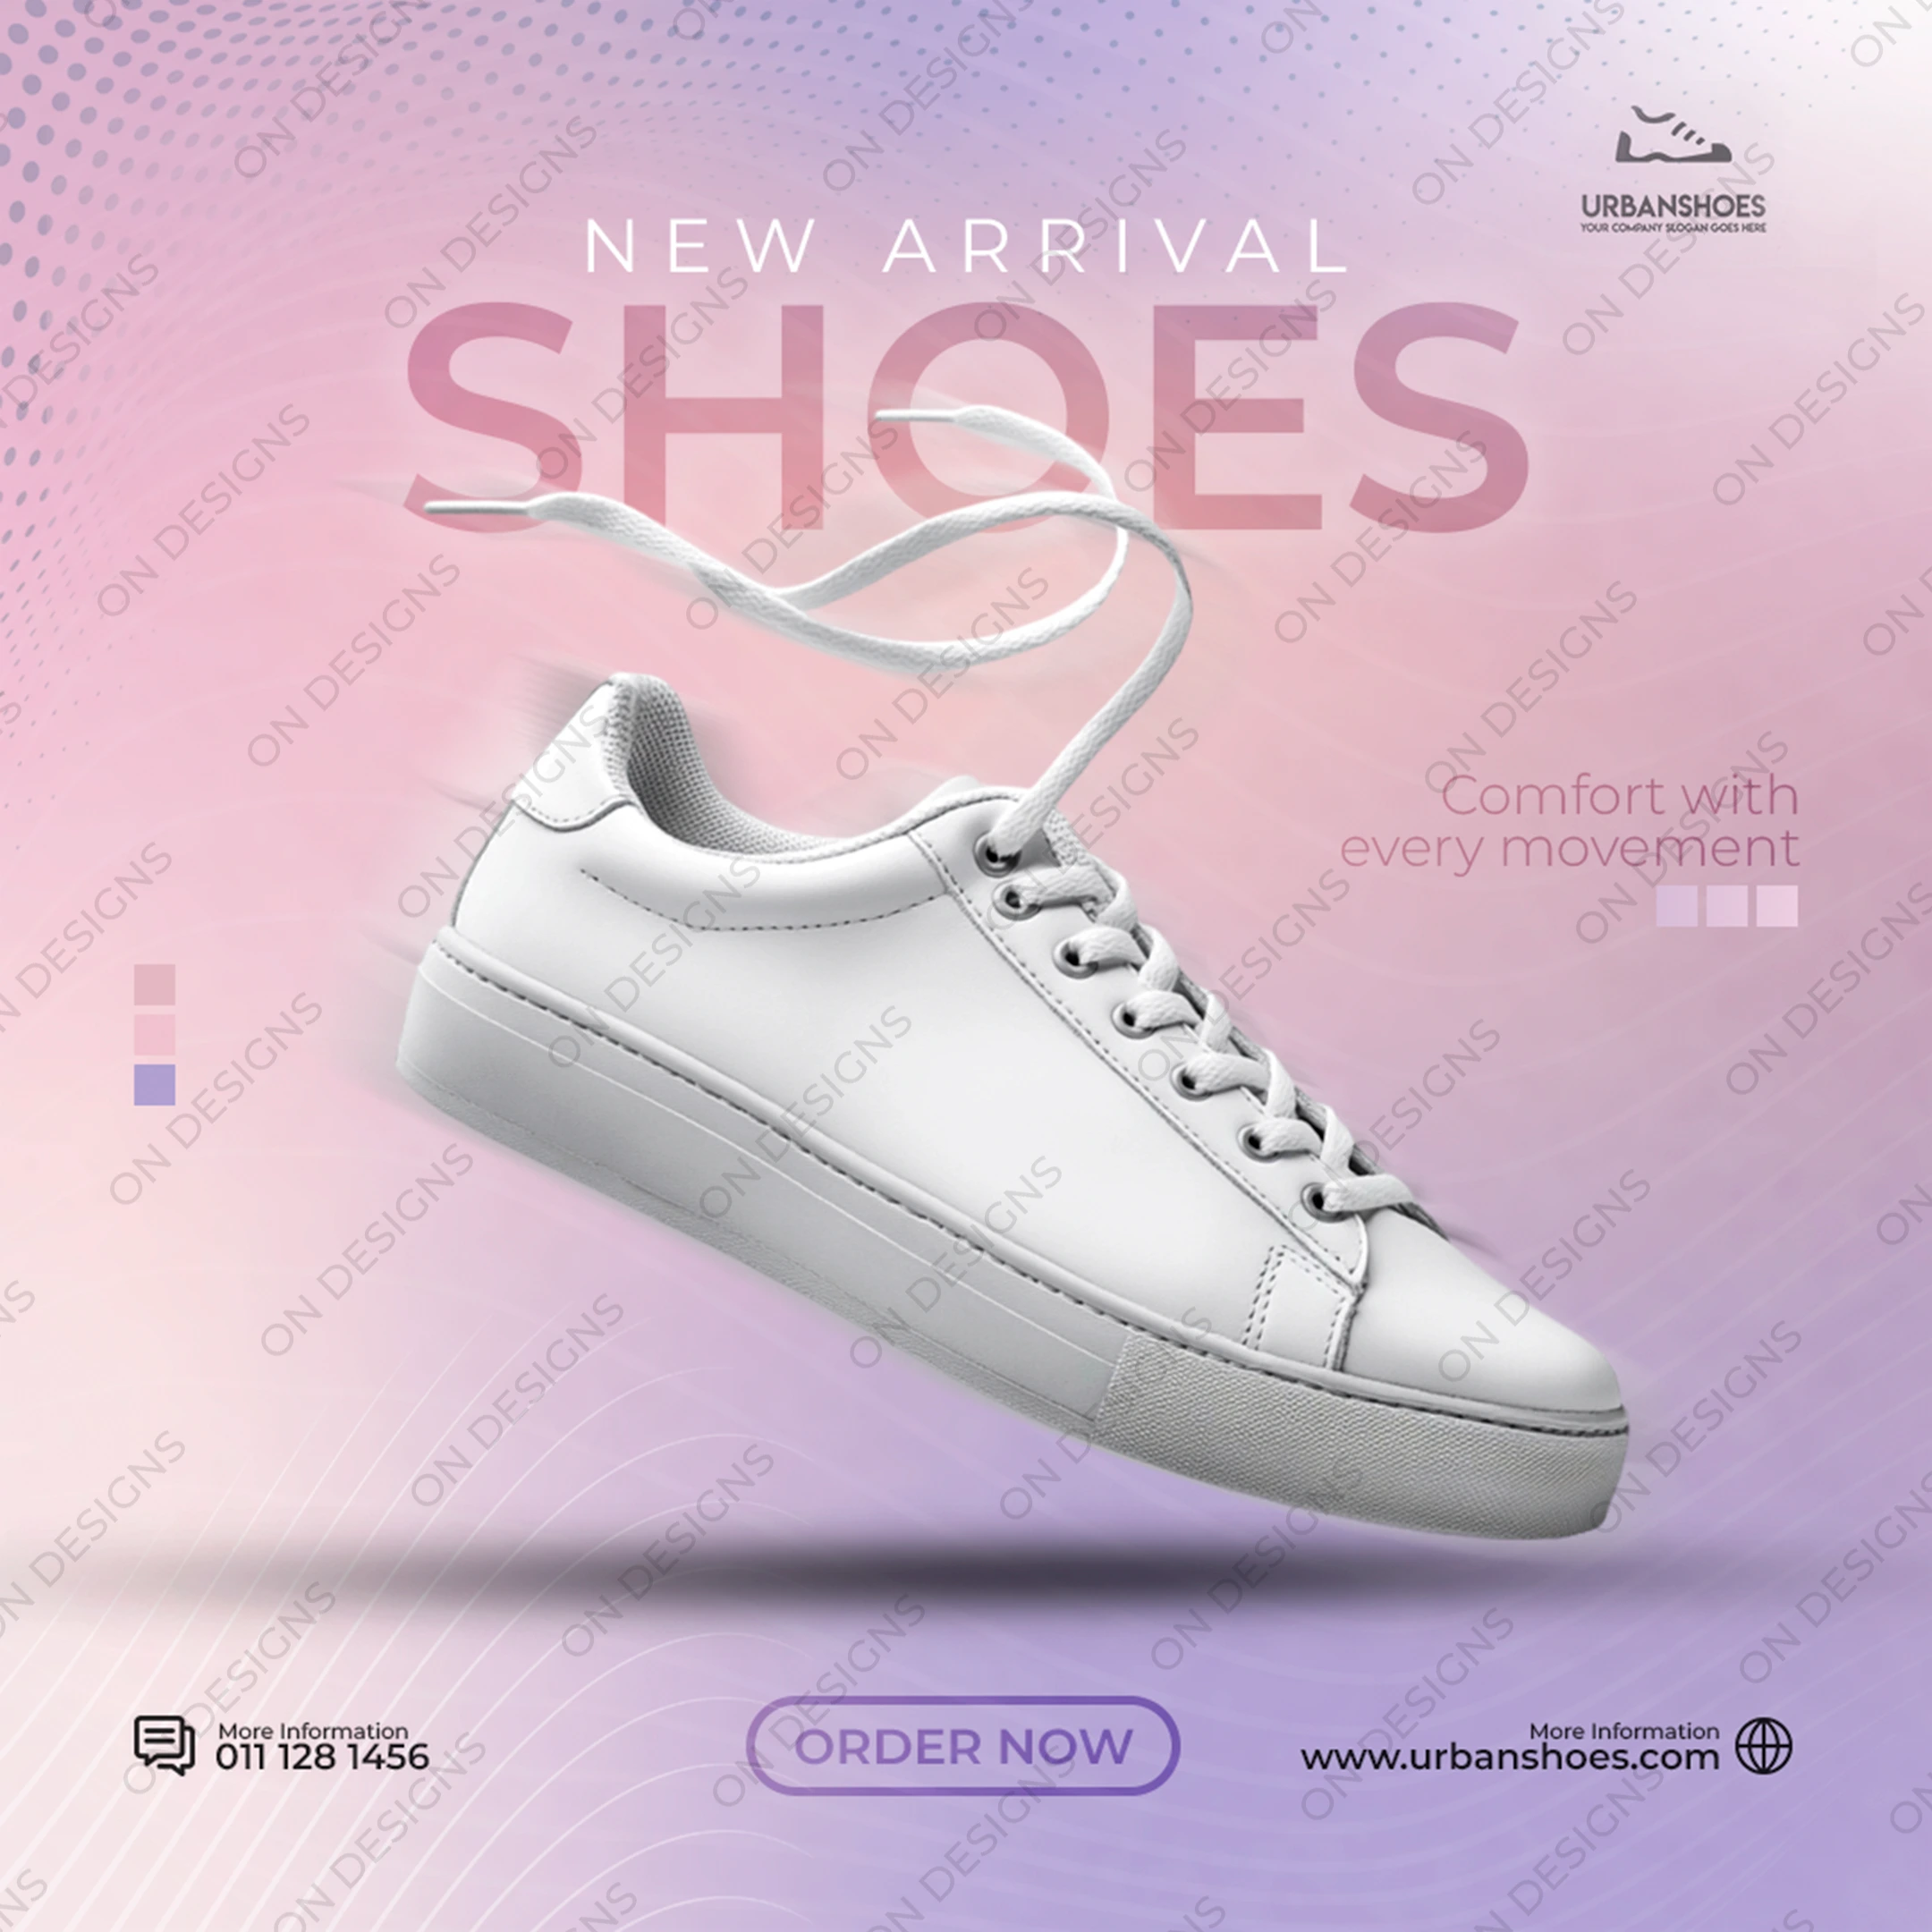 URBANSHOES
YOUR COMPANY SLOGAN GOES HERE
NEW ARRIVAL
SHOES
Comfort with
every movement
More Information
011 128 1456
ORDER NOW
More Information
www.urbanshoes.com
ON DESIGNS